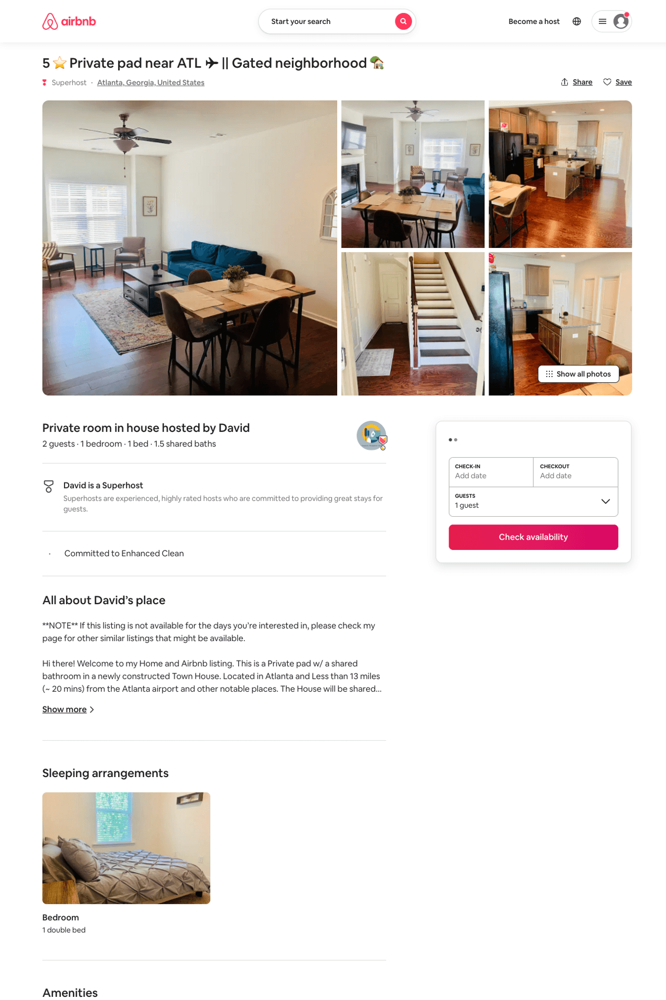 airbnb
Start your search
Become a host
5 ⭐ Private pad near ATL ✈ || Gated neighborhood 🏡
Superhost · Atlanta, Georgia, United States
Share
Save
Show all photos
Private room in house hosted by David
2 guests · 1 bedroom · 1 bed · 1.5 shared baths
David is a Superhost
Superhosts are experienced, highly rated hosts who are committed to providing great stays for
guests.
· Committed to Enhanced Clean
All about David’s place
**NOTE** If this listing is not available for the days you’re interested in, please check my
page for other similar listings that might be available.
Hi there! Welcome to my Home and Airbnb listing. This is a Private pad w/ a shared
bathroom in a newly constructed Town House. Located in Atlanta and Less than 13 miles
(~ 20 mins) from the Atlanta airport and other notable places. The House will be shared...
Show more
Sleeping arrangements
Bedroom
1 double bed
Amenities
CHECK-IN
Add date
CHECKOUT
Add date
GUESTS
1 guest
Check availability